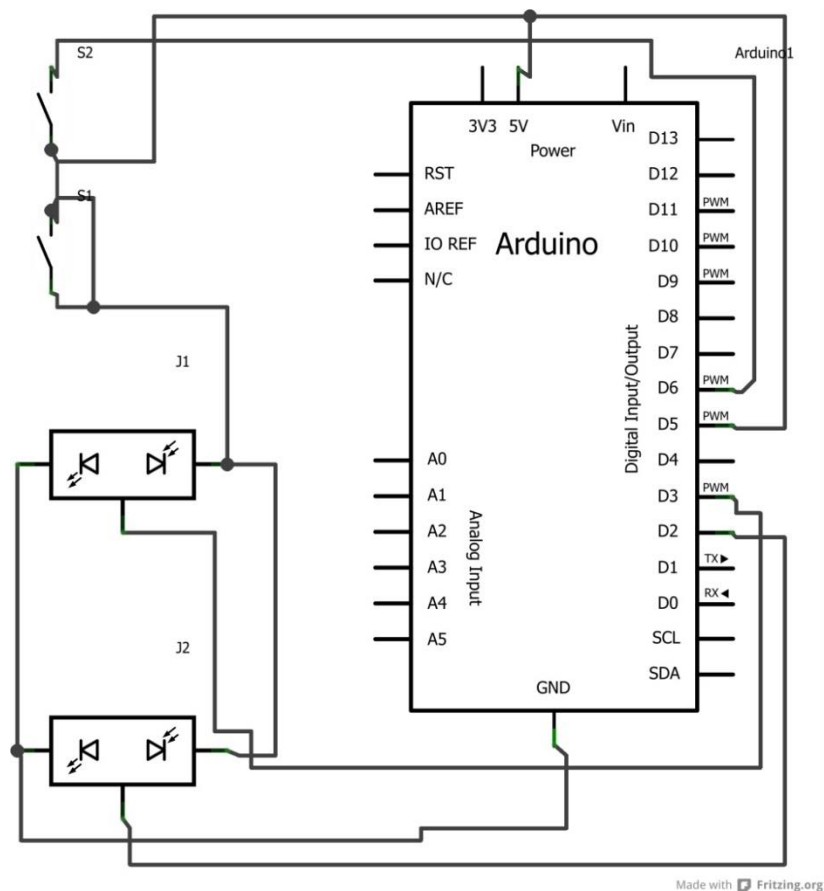 S2
Arduino1
3V3 5V Vin
Power
D13
RST
D12
AREF
D11 PWM
IO REF
Arduino
D10 PWM
N/C
D9 PWM
D8
S1
Digital Input/Output
D7
J1
D6 PWM
D5 PWM
A0
D4
A1
D3 PWM
A2
D2
Analog Input
A3
D1 TX
A4
D0 RX
A5
SCL
J2
SDA
GND
Made with Fritzing.org